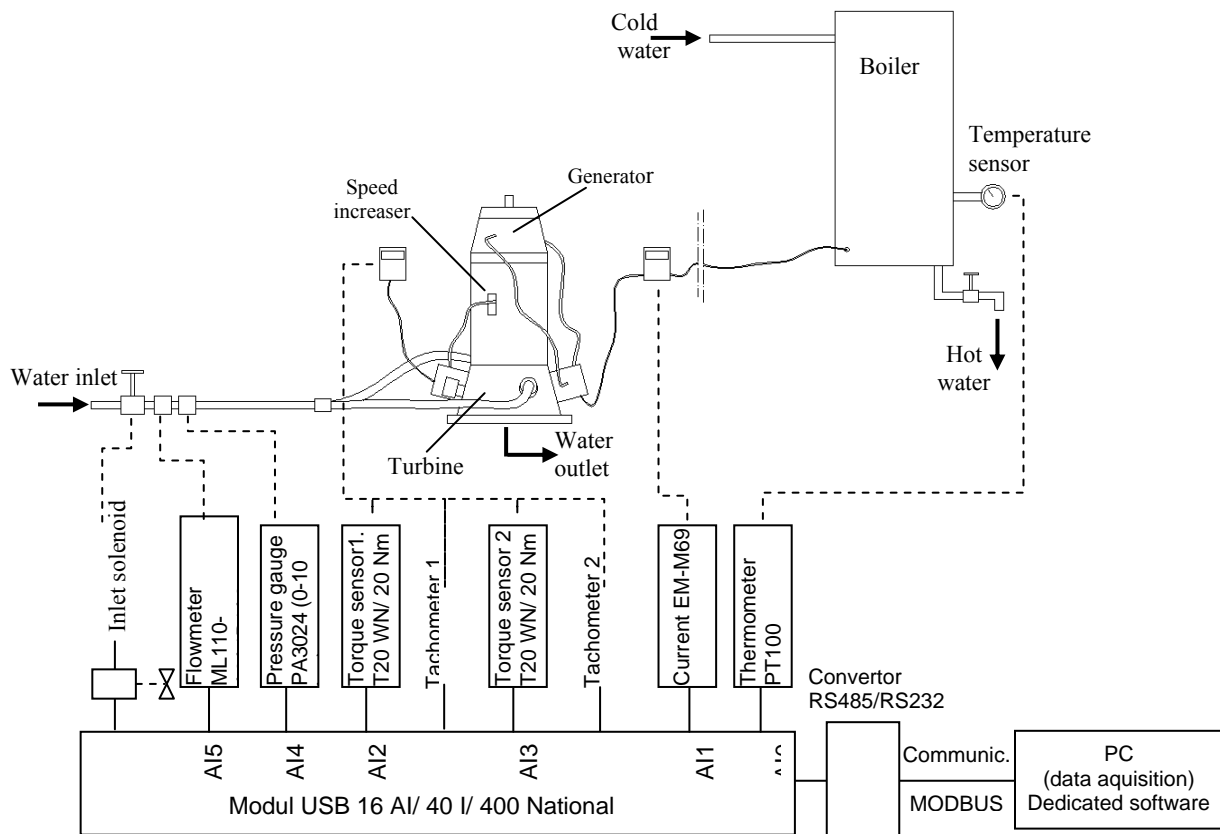 Cold
water
Boiler
Temperature
sensor
Generator
Speed
increaser
Hot
water
Water inlet
Water
outlet
Turbine
Inlet solenoid
Flowmeter
ML110-
Pressure gauge
PA3024 (0-10
Torque sensor1.
T20 WN/ 20 Nm
Tachometer 1
Torque sensor 2
T20 WN/ 20 Nm
Tachometer 2
Current EM-M69
Thermometer
PT100
Convertor
RS485/RS232
AI5
AI4
AI2
AI3
AI1
Modul USB 16 AI/ 40 I/ 400 National
Communic.
MODBUS
PC
(data aquisition)
Dedicated software